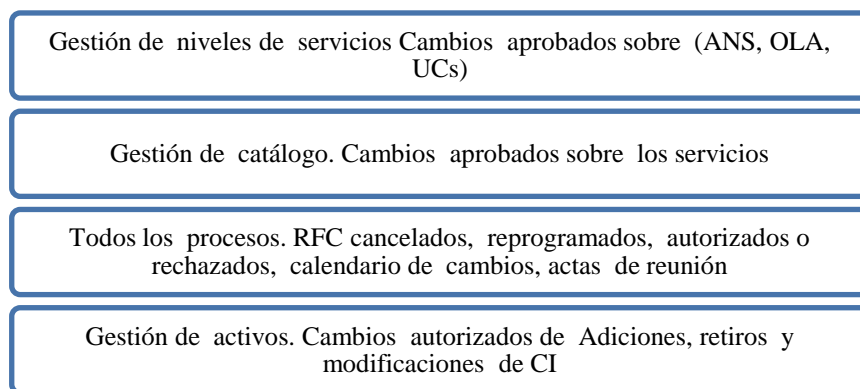 Gestión de niveles de servicios Cambios aprobados sobre (ANS, OLA,
UCs)
Gestión de catálogo. Cambios aprobados sobre los servicios
Todos los procesos. RFC cancelados, reprogramados, autorizados o
rechazados, calendario de cambios, actas de reunión
Gestión de activos. Cambios autorizados de Adiciones, retiros y
modificaciones de CI